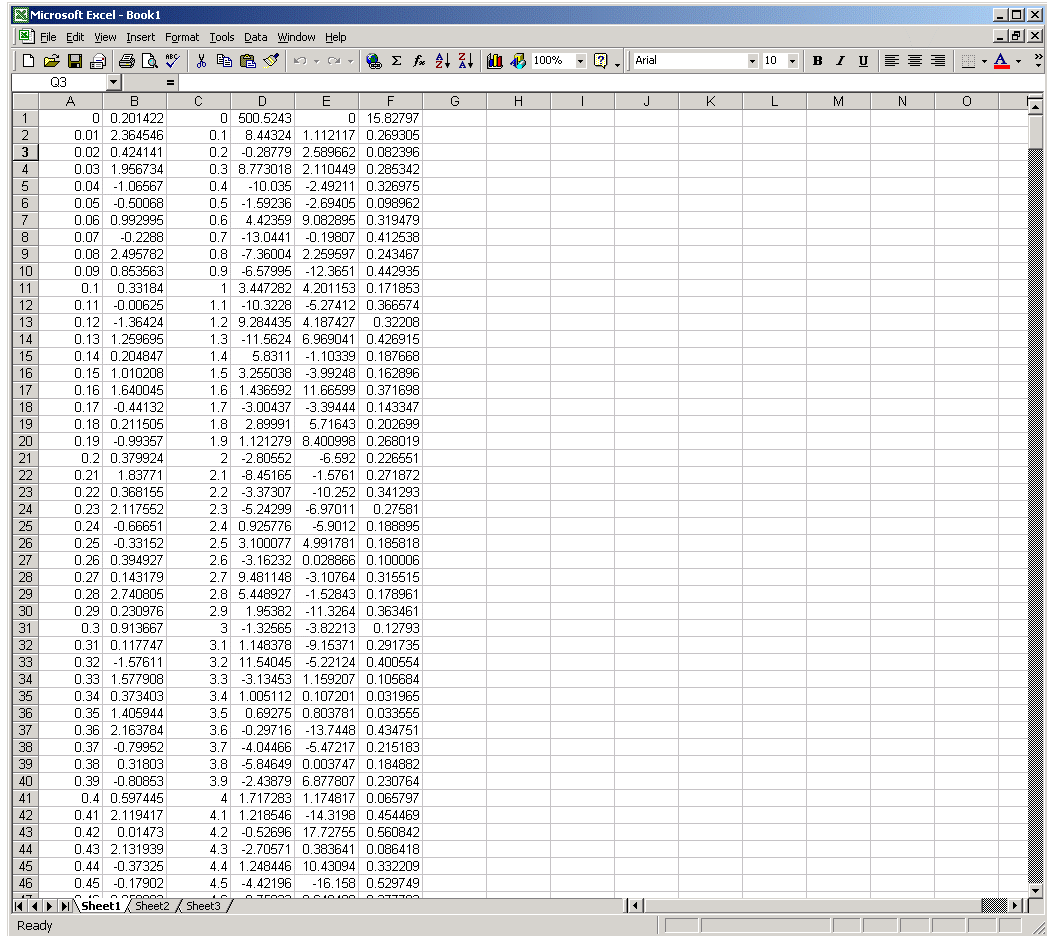 Microsoft Excel - Book1
File Edit View Insert Format Tools Data Window Help
100% Arial 10 B I U
Q3 =
A B C D E F G H I J K L M N O
1 0 0.201422 0 500.5243 0 15.82797
2 0.01 2.364546 0.1 8.44324 1.112117 0.269305
3 0.02 0.424141 0.2 -0.28779 2.589662 0.082396
4 0.03 1.956734 0.3 8.773018 2.110449 0.285342
5 0.04 -1.06567 0.4 -10.035 -2.49211 0.326975
6 0.05 -0.50068 0.5 -1.59236 -2.69405 0.098962
7 0.06 0.992995 0.6 4.42359 9.082895 0.319479
8 0.07 -0.2288 0.7 -13.0441 -0.19807 0.412538
9 0.08 2.495782 0.8 -7.36004 2.259597 0.243467
10 0.09 0.853563 0.9 -6.57995 -12.3651 0.442935
11 0.1 0.33184 1 3.447282 4.201153 0.171853
12 0.11 -0.00625 1.1 -10.3228 -5.27412 0.366574
13 0.12 -1.36424 1.2 9.284435 4.187427 0.32208
14 0.13 1.259695 1.3 -11.5624 6.969041 0.426915
15 0.14 0.204847 1.4 5.8311 -1.10339 0.187668
16 0.15 1.010208 1.5 3.255038 -3.99248 0.162896
17 0.16 1.640045 1.6 1.436592 11.66599 0.371698
18 0.17 -0.44132 1.7 -3.00437 -3.39444 0.143347
19 0.18 0.211505 1.8 2.89991 5.71643 0.202699
20 0.19 -0.99357 1.9 1.121279 8.400998 0.268019
21 0.2 0.379924 2 -2.80552 -6.592 0.226551
22 0.21 1.83771 2.1 -8.45165 -1.5761 0.271872
23 0.22 0.368155 2.2 -3.37307 -10.252 0.341293
24 0.23 2.117552 2.3 -5.24299 -6.97011 0.27581
25 0.24 -0.66651 2.4 0.925776 -5.9012 0.188895
26 0.25 -0.33152 2.5 3.100077 4.991781 0.185818
27 0.26 0.394927 2.6 -3.16232 0.028866 0.100006
28 0.27 0.143179 2.7 9.481148 -3.10764 0.315515
29 0.28 2.740805 2.8 5.448927 -1.52843 0.178961
30 0.29 0.230976 2.9 1.95382 -11.3264 0.363461
31 0.3 0.913667 3 -1.32565 -3.82213 0.12793
32 0.31 0.117747 3.1 1.148378 -9.15371 0.291735
33 0.32 -1.57611 3.2 11.54045 -5.22124 0.400554
34 0.33 1.577908 3.3 -3.13453 1.159207 0.105684
35 0.34 0.373403 3.4 1.005112 0.107201 0.031965
36 0.35 1.405944 3.5 0.69275 0.803781 0.033555
37 0.36 2.163784 3.6 -0.29716 -13.7448 0.434751
38 0.37 -0.79952 3.7 -4.04466 -5.47217 0.215183
39 0.38 0.31803 3.8 -5.84649 0.003747 0.184882
40 0.39 -0.80853 3.9 -2.43879 6.877807 0.230764
41 0.4 0.597445 4 1.717283 1.174817 0.065797
42 0.41 2.119417 4.1 1.218546 -14.3198 0.454469
43 0.42 0.01473 4.2 -0.52696 17.72755 0.560842
44 0.43 2.131939 4.3 -2.70571 0.383641 0.086418
45 0.44 -0.37325 4.4 1.248446 10.43094 0.332209
46 0.45 -0.17902 4.5 -4.42196 -16.158 0.529749
Sheet1 Sheet2 Sheet3
Ready